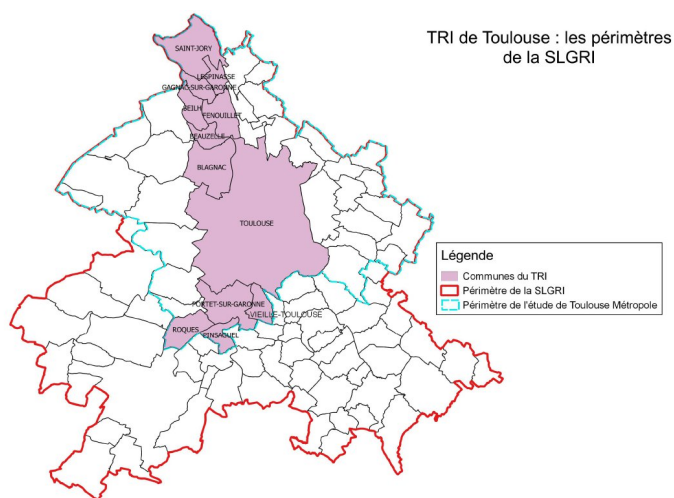 TRI de Toulouse : les périmètres
de la SLGRI
SAINT-JORY
LESPINASSE
GAGNAC-SUR-GARONNE
SEILH
FENOUILLET
BEAUZELLE
BLAGNAC
TOULOUSE
Légende
Communes du TRI
Périmètre de la SLGRI
Périmètre de l'étude de Toulouse Métropole
PORTET-SUR-GARONNE
VIEILLE-TOULOUSE
ROQUES
PINSAGUEL